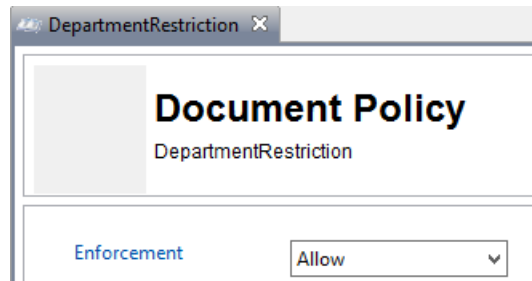 DepartmentRestriction
Document Policy
DepartmentRestriction
Enforcement Allow